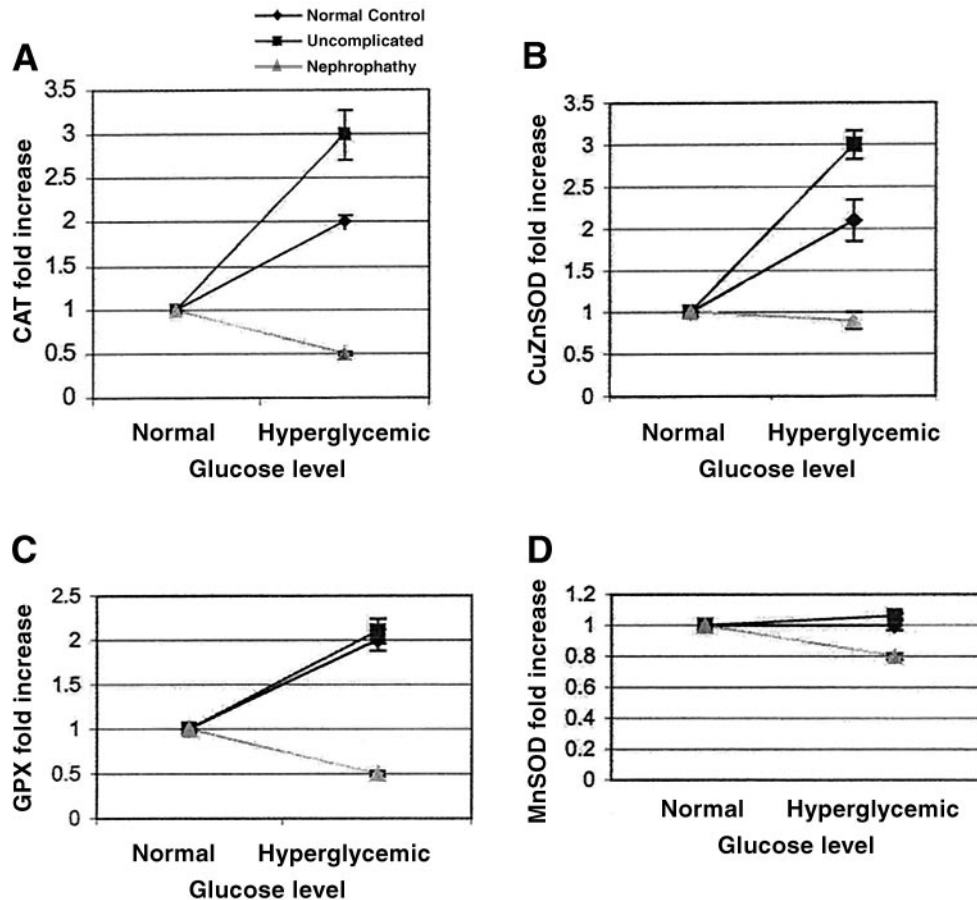 Normal Control
Uncomplicated
Nephrophathy
A
CAT fold increase
3.5
3
2.5
2
1.5
1
0.5
0
Normal Hyperglycemic
Glucose level
B
CuZnSOD fold increase
3.5
3
2.5
2
1.5
1
0.5
0
Normal Hyperglycemic
Glucose level
C
GPX fold increase
2.5
2
1.5
1
0.5
0
Normal Hyperglycemic
Glucose level
D
MnSOD fold increase
1.2
1
0.8
0.6
0.4
0.2
0
Normal Hyperglycemic
Glucose level